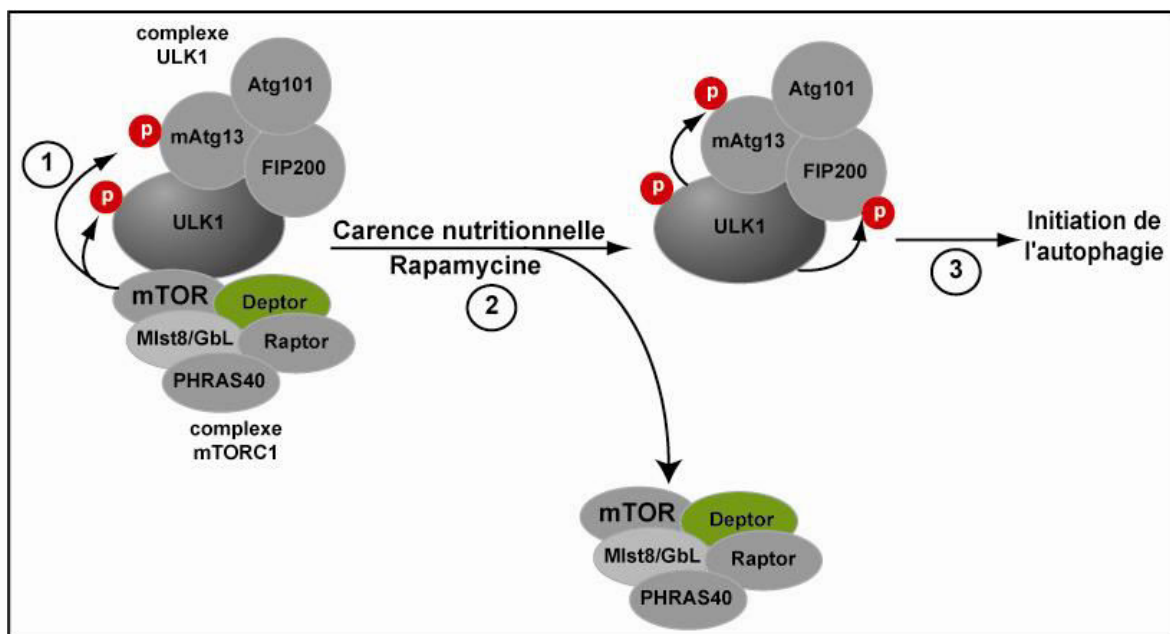 complexe
ULK1
Atg101
P
mAtg13
1
FIP200
P
ULK1
mTOR
Deptor
Mlst8/GbL
Raptor
PHRAS40
complexe
mTORC1
Carence nutritionnelle
Rapamycine
2
Atg101
P
mAtg13
FIP200
P
P
ULK1
3
Initiation de
l'autophagie
mTOR
Deptor
Mlst8/GbL
Raptor
PHRAS40